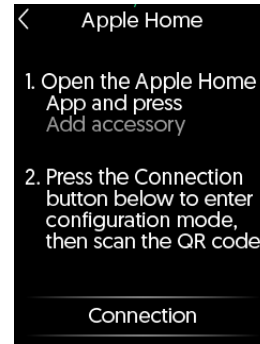 Apple Home
1. Open the Apple Home
App and press
Add accessory
2. Press the Connection
button below to enter
configuration mode,
then scan the QR code
Connection